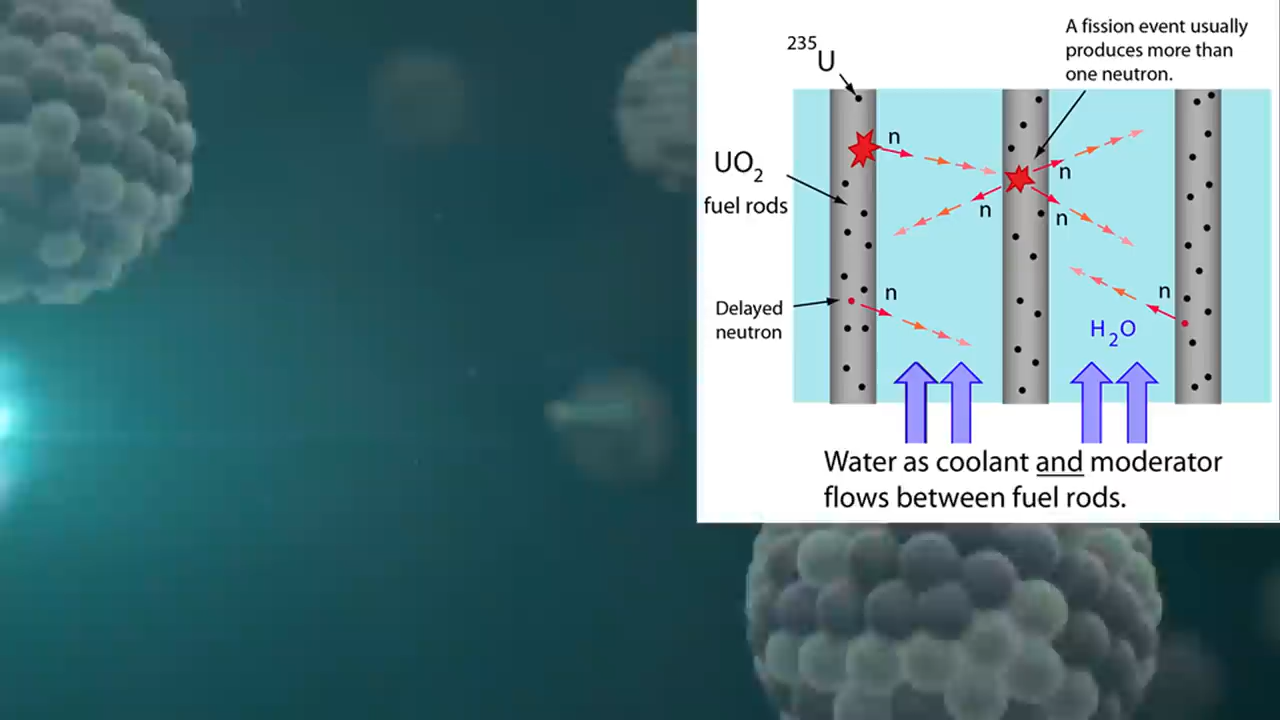 A fission event usually
produces more than
one neutron.
²³⁵U
n
UO₂
n
fuel rods
n
n
n
n
Delayed
neutron
H₂O
Water as coolant and moderator
flows between fuel rods.